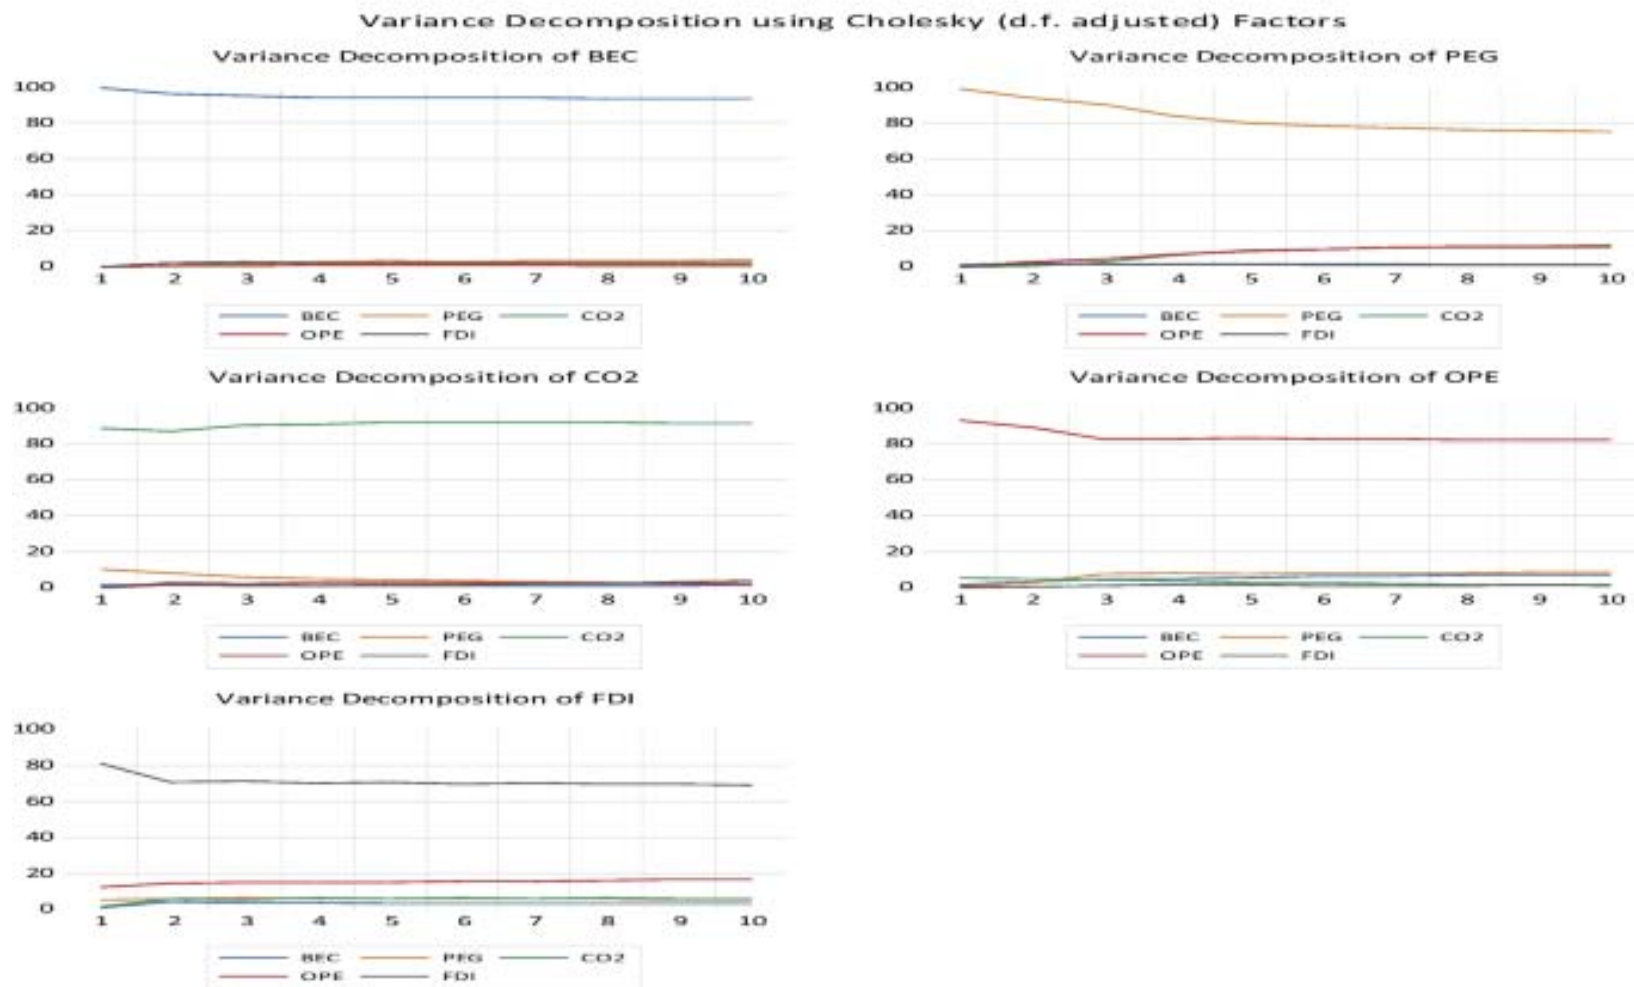 Variance Decomposition using Cholesky (d.f. adjusted) Factors
Variance Decomposition of BEC
100
80
60
40
20
0
1 2 3 4 5 6 7 8 9 10
BEC PEG CO2
OPE FDI
Variance Decomposition of PEG
100
80
60
40
20
0
1 2 3 4 5 6 7 8 9 10
BEC PEG CO2
OPE FDI
Variance Decomposition of CO2
100
80
60
40
20
0
1 2 3 4 5 6 7 8 9 10
BEC PEG CO2
OPE FDI
Variance Decomposition of OPE
100
80
60
40
20
0
1 2 3 4 5 6 7 8 9 10
BEC PEG CO2
OPE FDI
Variance Decomposition of FDI
100
80
60
40
20
0
1 2 3 4 5 6 7 8 9 10
BEC PEG CO2
OPE FDI